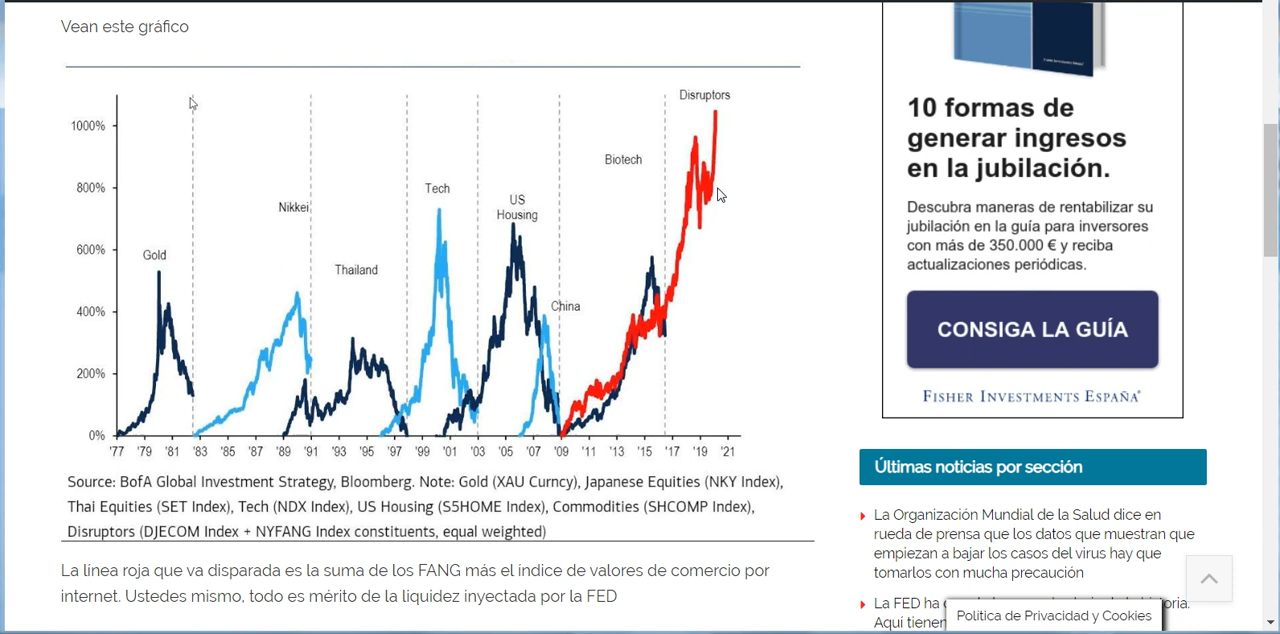 Vean este gráfico
Disruptors
1000%
Biotech
800%
Tech
US
Housing
Nikkei
600%
Gold
Thailand
400%
China
200%
0%
'77 '79 '81 '83 '85 '87 '89 '91 '93 '95 '97 '99 '01 '03 '05 '07 '09 '11 '13 '15 '17 '19 '21
Source: BofA Global Investment Strategy, Bloomberg. Note: Gold (XAU Curncy), Japanese Equities (NKY Index),
Thai Equities (SET Index), Tech (NDX Index), US Housing (S5HOME Index), Commodities (SHCOMP Index),
Disruptors (DJECOM Index + NYFANG Index constituents, equal weighted)
La línea roja que va disparada es la suma de los FANG más el índice de valores de comercio por
internet. Ustedes mismo, todo es mérito de la liquidez inyectada por la FED
10 formas de
generar ingresos
en la jubilación.
Descubra maneras de rentabilizar su
jubilación en la guía para inversores
con más de 350.000 € y reciba
actualizaciones periódicas.
CONSIGA LA GUÍA
FISHER INVESTMENTS ESPAÑA®
Últimas noticias por sección
La Organización Mundial de la Salud dice en
rueda de prensa que los datos que muestran que
empiezan a bajar los casos del virus hay que
tomarlos con mucha precaución
La FED ha
Aquí tienen
Política de Privacidad y Cookies